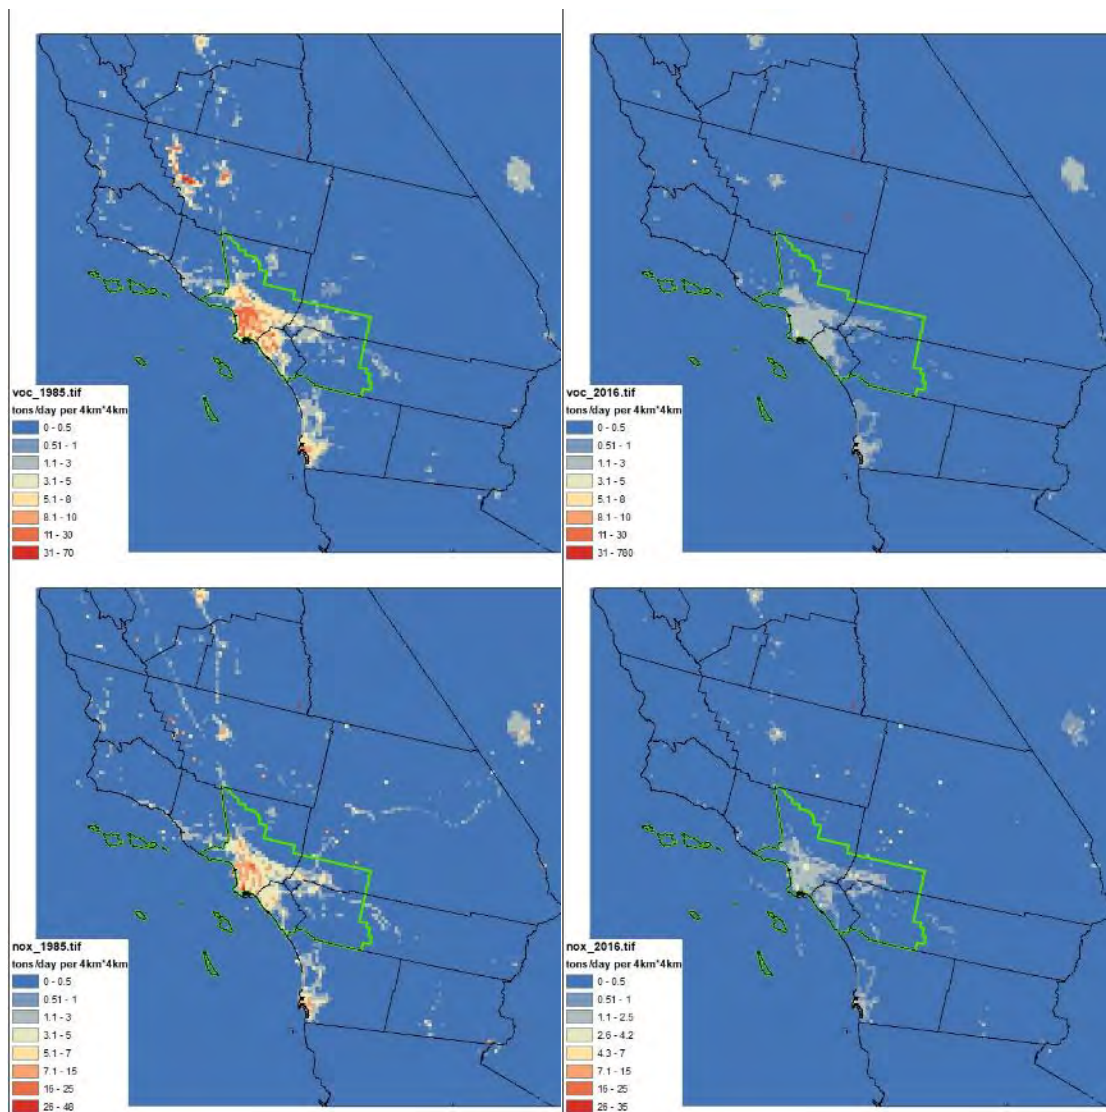 voc_1985.tif
tons/day per 4km*4km
0 - 0.5
0.51 - 1
1.1 - 3
3.1 - 5
5.1 - 8
8.1 - 10
11 - 30
31 - 70
voc_2016.tif
tons/day per 4km*4km
0 - 0.5
0.51 - 1
1.1 - 3
3.1 - 5
5.1 - 8
8.1 - 10
11 - 30
31 - 780
nox_1985.tif
tons/day per 4km*4km
0 - 0.5
0.51 - 1
1.1 - 3
3.1 - 5
5.1 - 7
7.1 - 15
16 - 25
26 - 48
nox_2016.tif
tons/day per 4km*4km
0 - 0.5
0.51 - 1
1.1 - 2.5
2.6 - 4.2
4.3 - 7
7.1 - 15
16 - 25
26 - 35